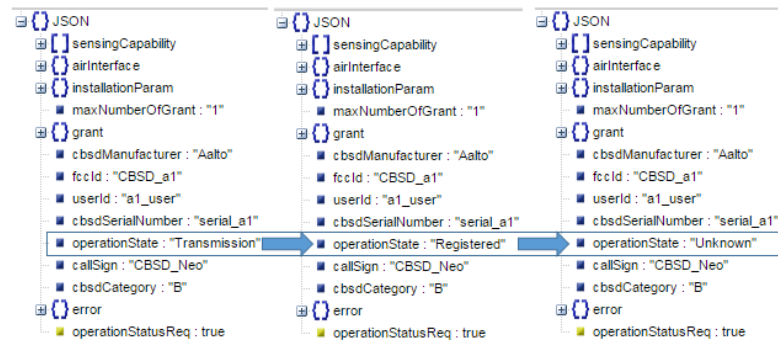 JSON
sensingCapability
airInterface
installationParam
maxNumberOfGrant : "1"
grant
cbsdManufacturer : "Aalto"
fccId : "CBSD_a1"
userId : "a1_user"
cbsdSerialNumber : "serial_a1"
operationState : "Transmission"
callSign : "CBSD_Neo"
cbsdCategory : "B"
error
operationStatusReq : true
JSON
sensingCapability
airInterface
installationParam
maxNumberOfGrant : "1"
grant
cbsdManufacturer : "Aalto"
fccId : "CBSD_a1"
userId : "a1_user"
cbsdSerialNumber : "serial_a1"
operationState : "Registered"
callSign : "CBSD_Neo"
cbsdCategory : "B"
error
operationStatusReq : true
JSON
sensingCapability
airInterface
installationParam
maxNumberOfGrant : "1"
grant
cbsdManufacturer : "Aalto"
fccId : "CBSD_a1"
userId : "a1_user"
cbsdSerialNumber : "serial_a1"
operationState : "Unknown"
callSign : "CBSD_Neo"
cbsdCategory : "B"
error
operationStatusReq : true